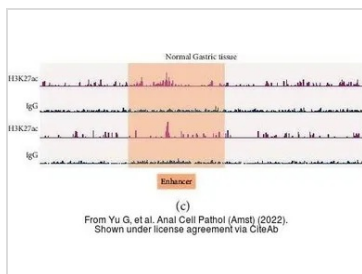 Normal Gastric tissue
H3K27ac
IgG
H3K27ac
IgG
Enhancer
(c)
From Yu G, et al. Anal Cell Pathol (Amst) (2022).
Shown under license agreement via CiteAb